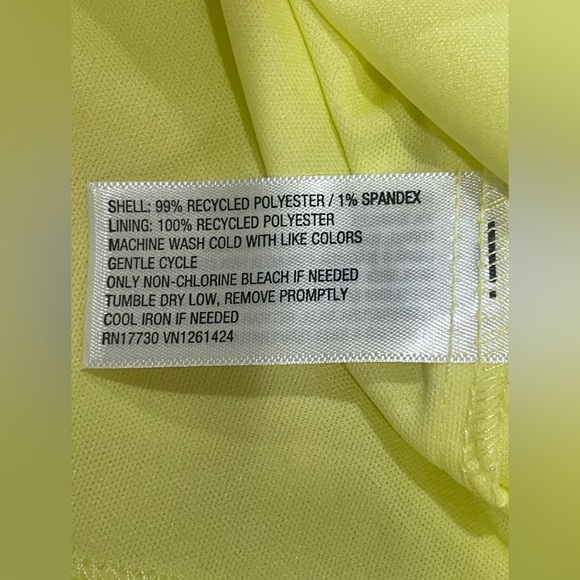 SHELL: 99% RECYCLED POLYESTER / 1% SPANDEX
LINING: 100% RECYCLED POLYESTER
MACHINE WASH COLD WITH LIKE COLORS
GENTLE CYCLE
ONLY NON-CHLORINE BLEACH IF NEEDED
TUMBLE DRY LOW, REMOVE PROMPTLY
COOL IRON IF NEEDED
RN17730 VN1261424